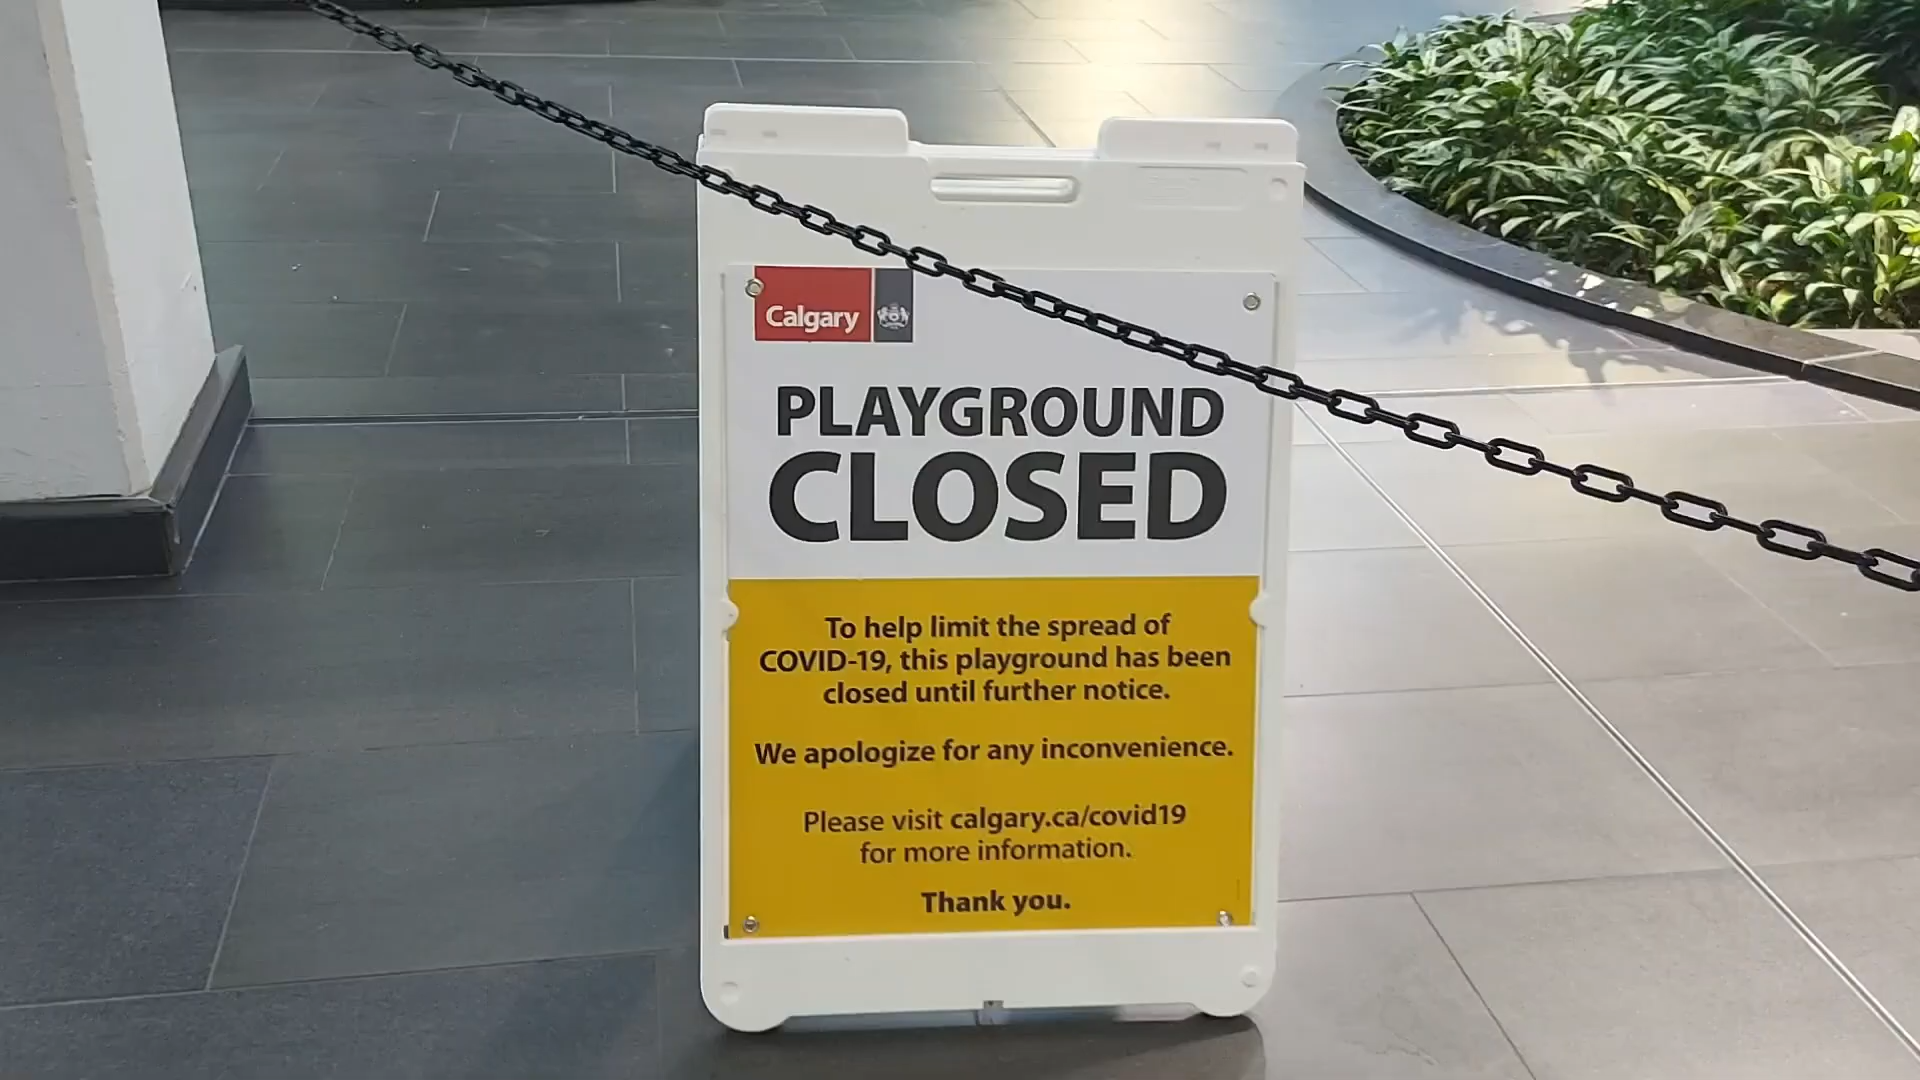 Calgary
PLAYGROUND
CLOSED
To help limit the spread of
COVID-19, this playground has been
closed until further notice.
We apologize for any inconvenience.
Please visit calgary.ca/covid19
for more information.
Thank you.